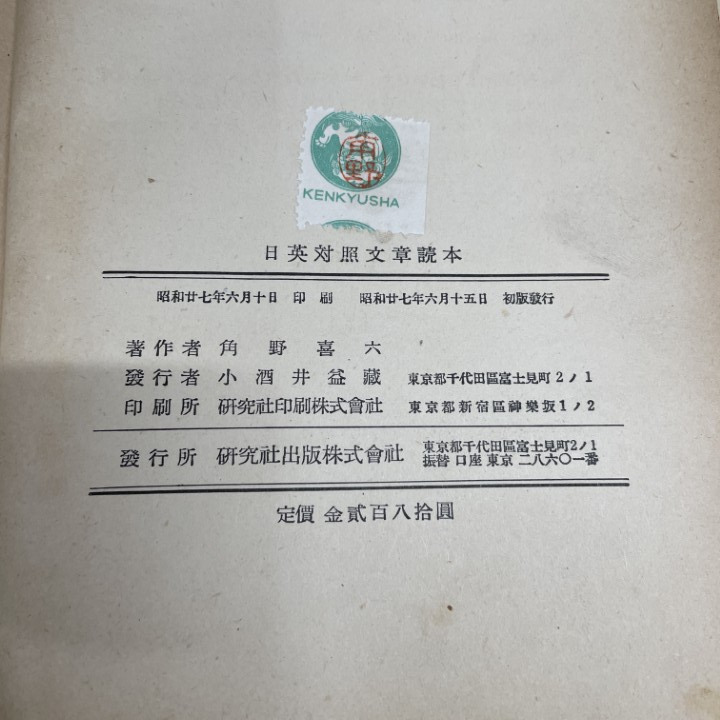 角野
KENKYUSHA
日英対照文章読本
昭和廿七年六月十日 印刷 昭和廿七年六月十五日 初版發行
著作者 角野喜六
發行者 小酒井益藏 東京都千代田區富士見町2ノ1
印刷所 研究社印刷株式會社 東京都新宿區神樂坂1ノ2
發行所 研究社出版株式會社 東京都千代田區富士見町2ノ1
振替口座 東京 二八六〇一番
定價 金貳百八拾圓